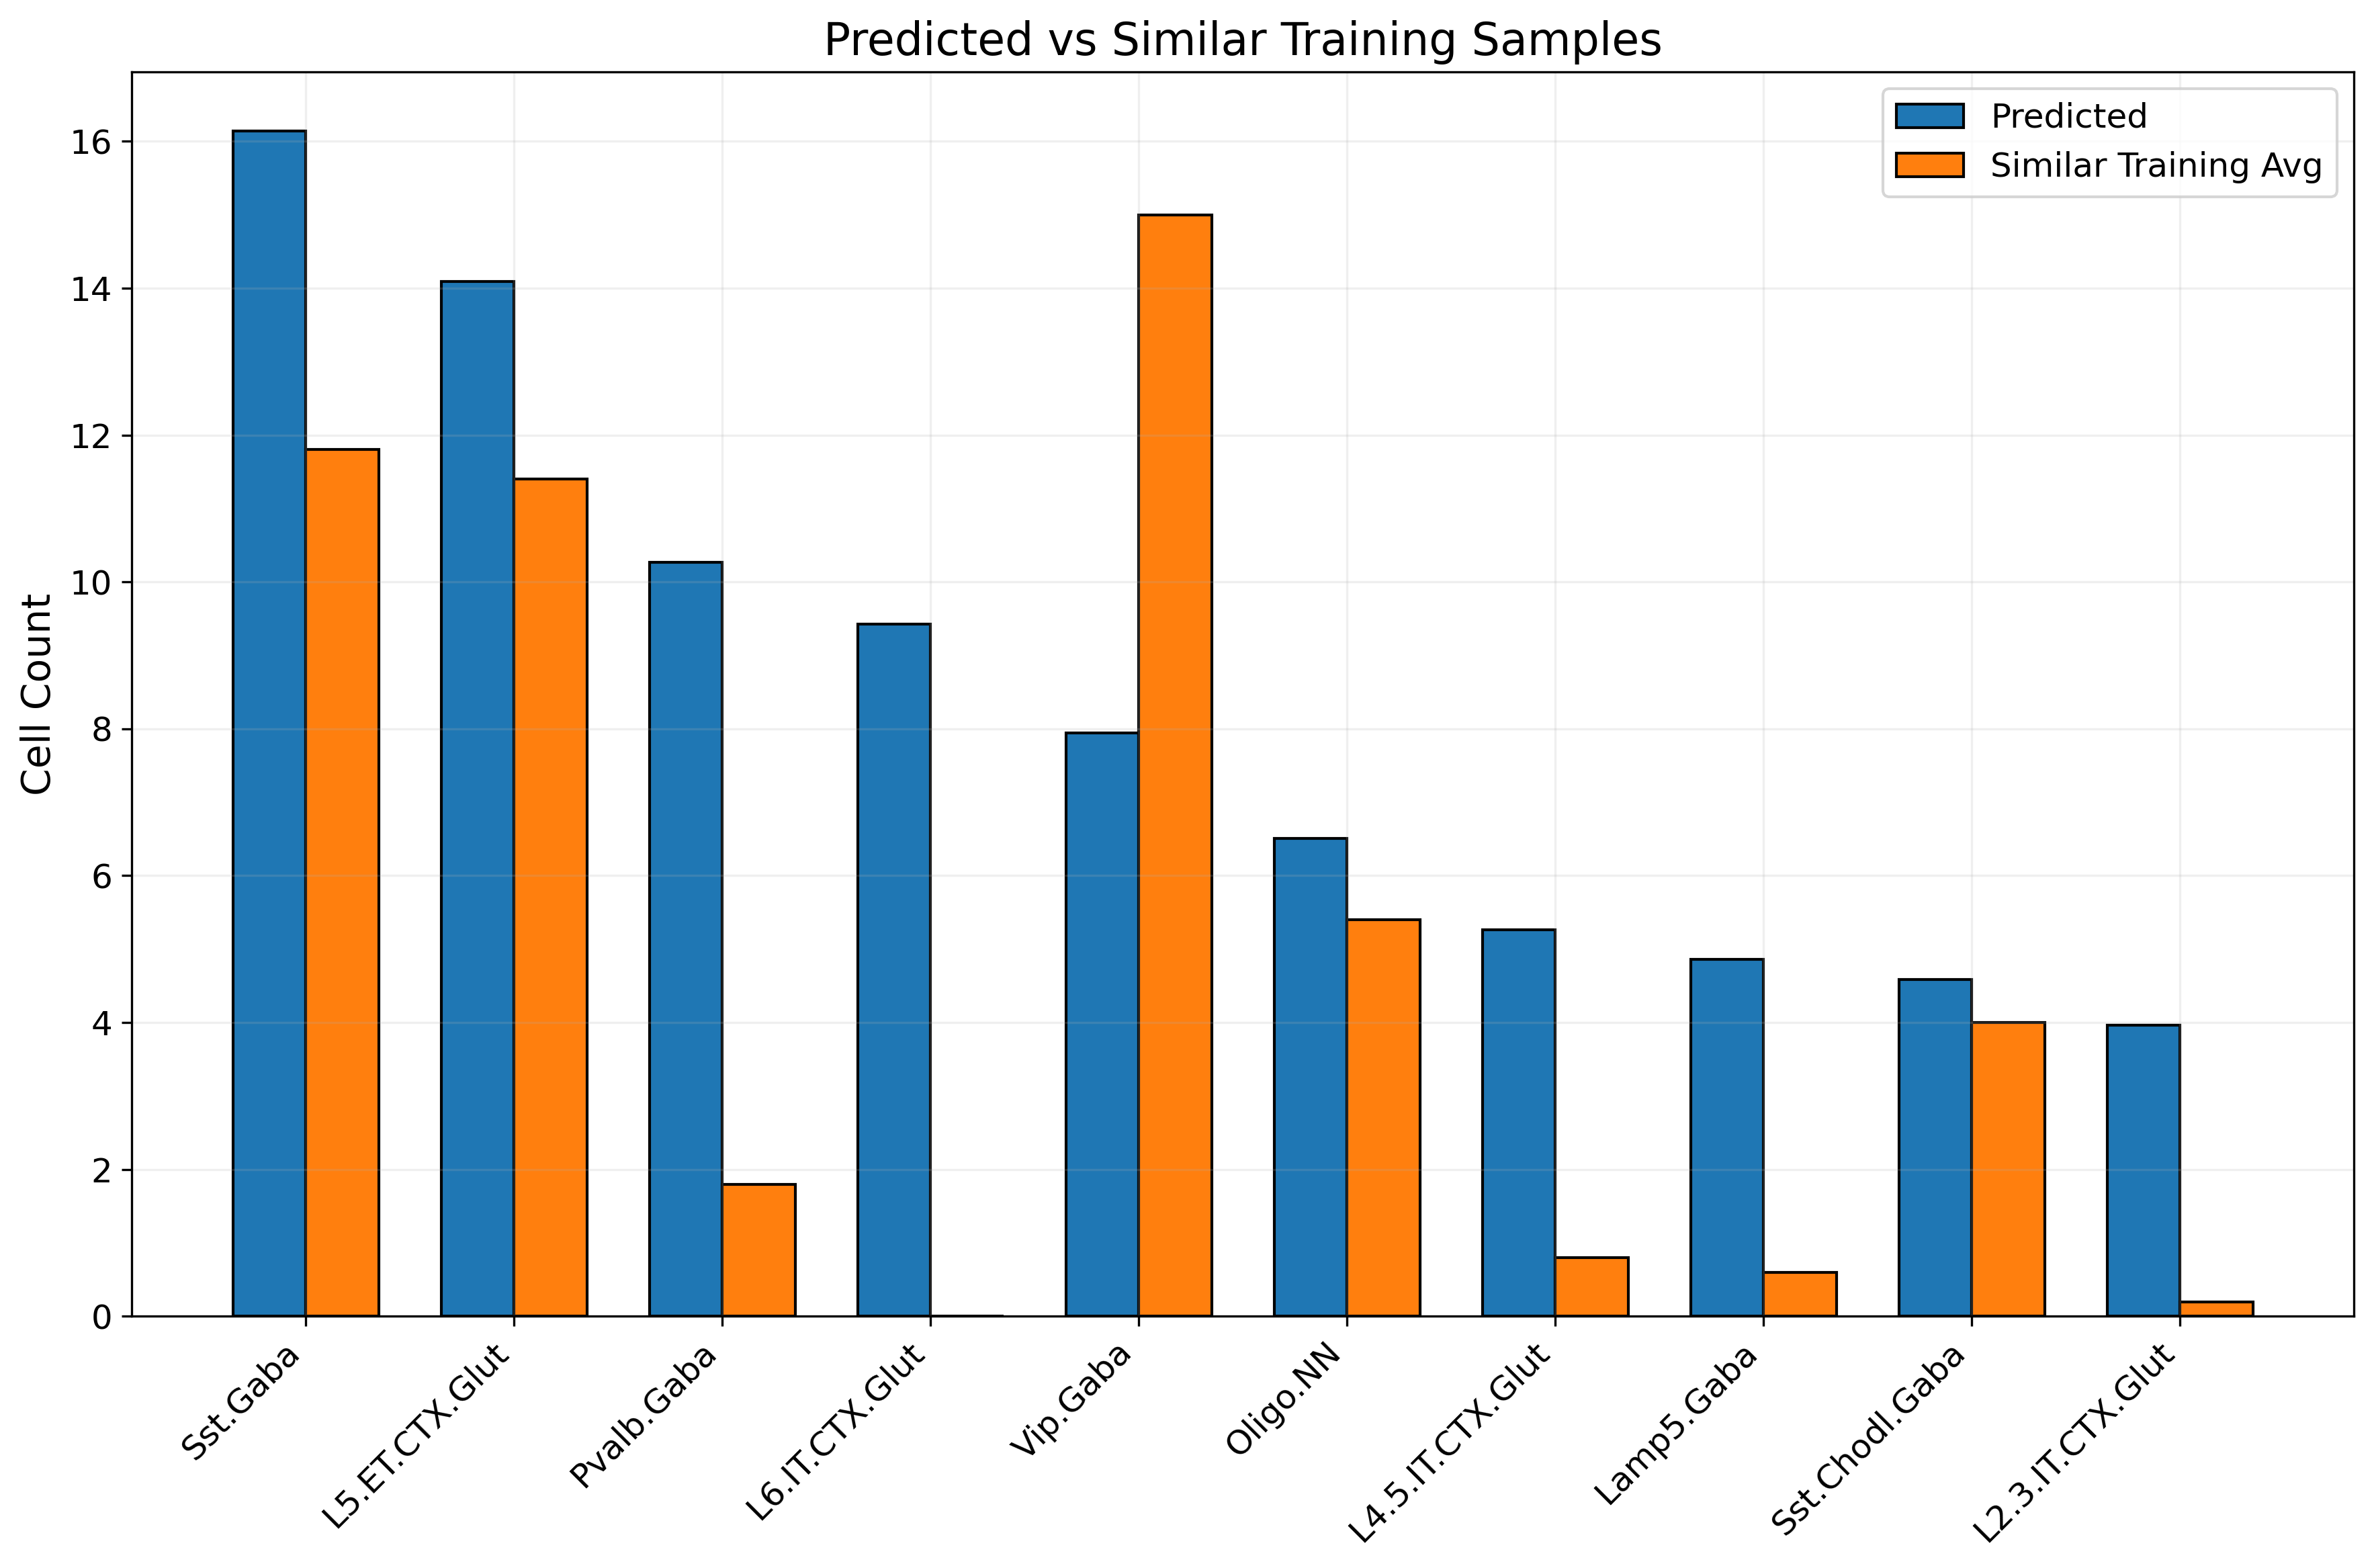 Predicted vs Similar Training Samples
Predicted
Similar Training Avg
Cell Count
16
14
12
10
8
6
4
2
0
Sst.Gaba
L5.ET.CTX.Glut
Pvalb.Gaba
L6.IT.CTX.Glut
Vip.Gaba
Oligo.NN
L4.5.IT.CTX.Glut
Lamp5.Gaba
Sst.Chodl.Gaba
L2.3.IT.CTX.Glut